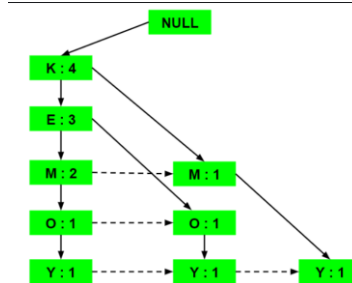 NULL
K : 4
E : 3
M : 2 M : 1
O : 1 O : 1
Y : 1 Y : 1 Y : 1